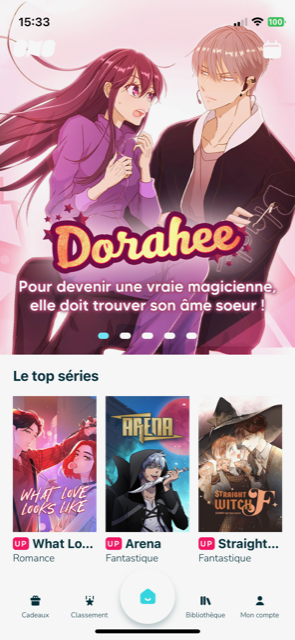 15:33
100
Dorahee
Pour devenir une vraie magicienne,
elle doit trouver son âme soeur !
Le top séries
WHAT LOVE
LOOKS LIKE
ARENA
STRAIGHT
WITCH F
UP What Lo...
UP Arena
UP Straight...
Romance
Fantastique
Fantastique
Cadeaux
Classement
Bibliothèque
Mon compte